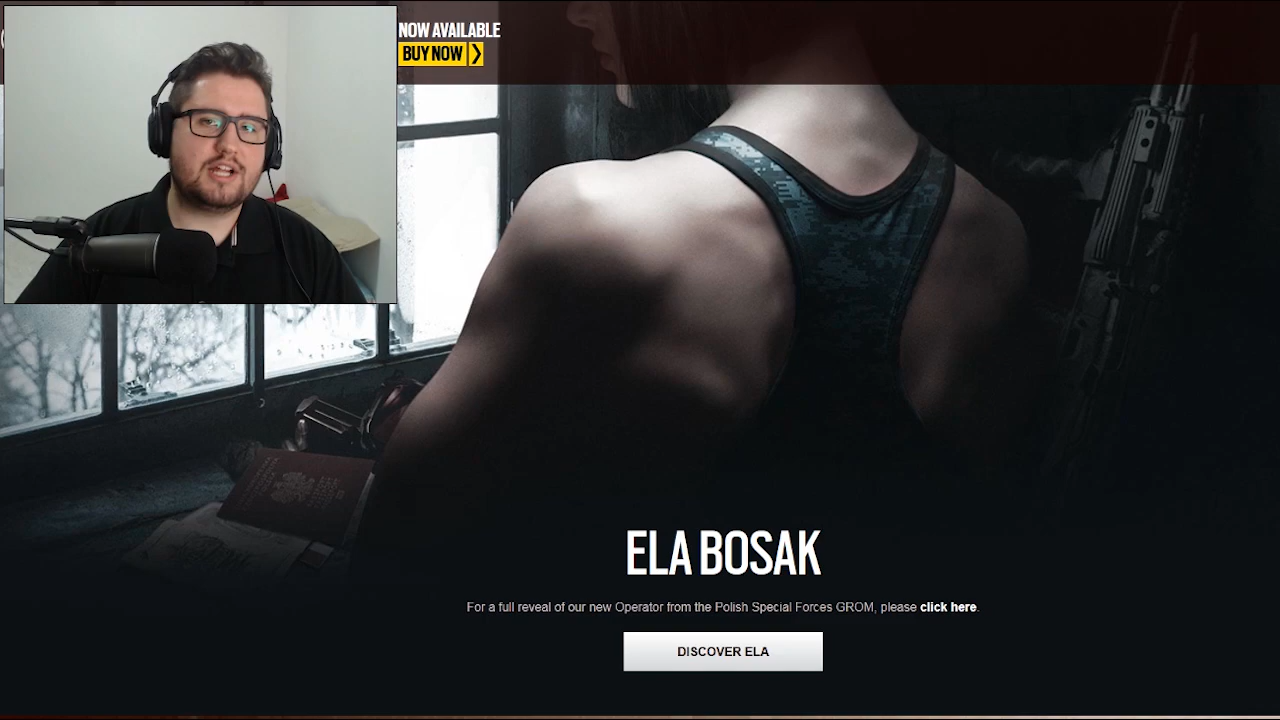 NOW AVAILABLE
BUY NOW
ELA BOSAK
For a full reveal of our new Operator from the Polish Special Forces GROM, please click here.
DISCOVER ELA